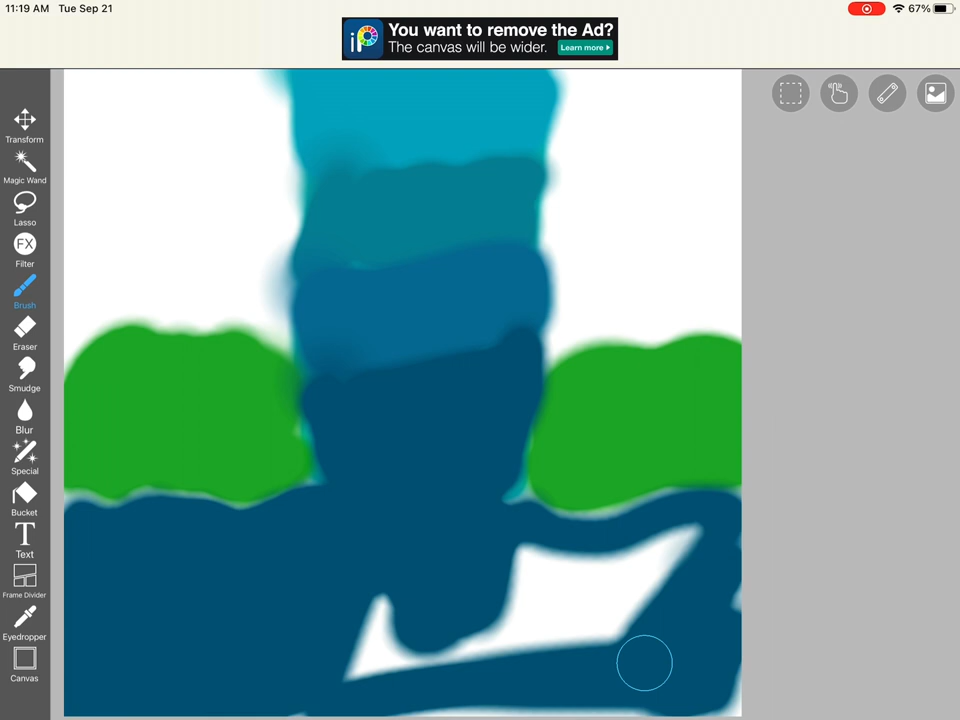 11:19 AM Tue Sep 21
67%
iP
You want to remove the Ad?
The canvas will be wider.
Learn more
Transform
Magic Wand
Lasso
FX
Filter
Brush
Eraser
Smudge
Blur
Special
Bucket
T
Text
Frame Divider
Eyedropper
Canvas